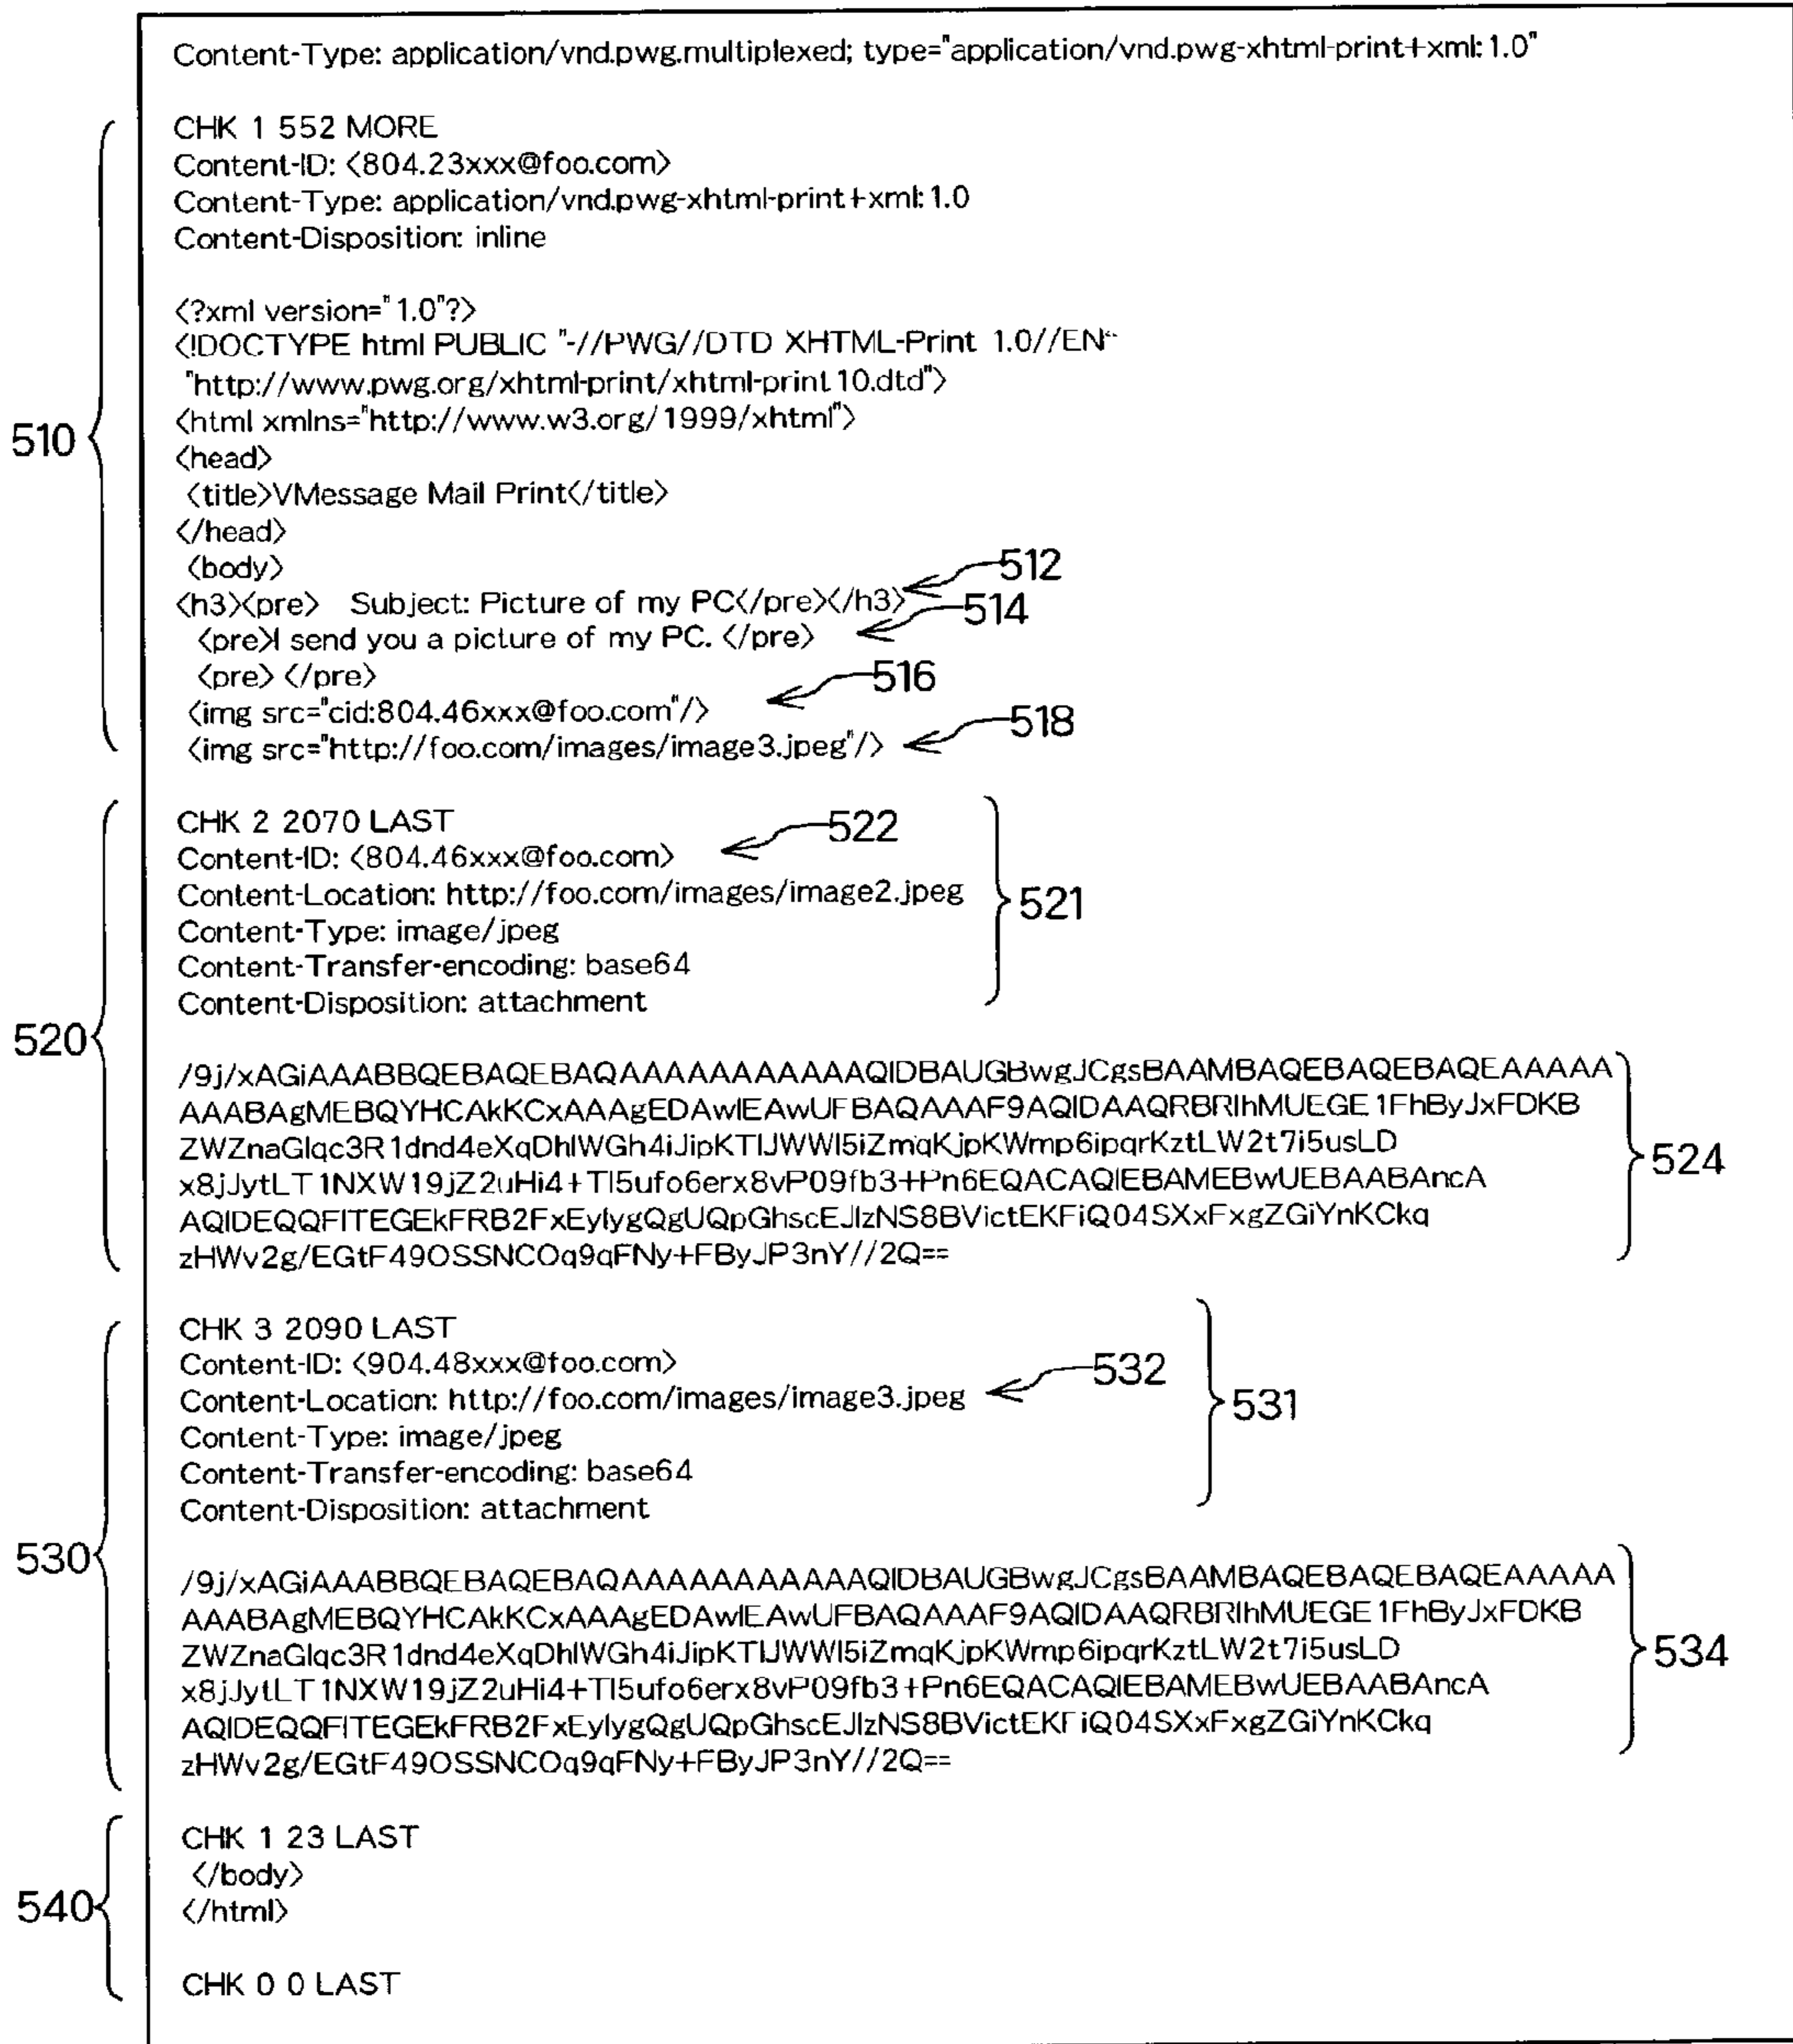 Content-Type: application/vnd.pwg.multiplexed; type="application/vnd.pwg-xhtml-print+xml:1.0"
510
CHK 1 552 MORE
Content-ID: <804.23xxx@foo.com>
Content-Type: application/vnd.pwg-xhtml-print+xml:1.0
Content-Disposition: inline
<?xml version="1.0"?>
<!DOCTYPE html PUBLIC "-//PWG//DTD XHTML-Print 1.0//EN"
"http://www.pwg.org/xhtml-print/xhtml-print10.dtd">
<html xmlns="http://www.w3.org/1999/xhtml">
<head>
<title>VMessage Mail Print</title>
</head>
<body>
<h3><pre> Subject: Picture of my PC</pre></h3> 512
<pre>I send you a picture of my PC. </pre> 514
<pre> </pre>
<img src="cid:804.46xxx@foo.com"/> 516
<img src="http://foo.com/images/image3.jpeg"/> 518
520
CHK 2 2070 LAST
Content-ID: <804.46xxx@foo.com> 522
Content-Location: http://foo.com/images/image2.jpeg 521
Content-Type: image/jpeg
Content-Transfer-encoding: base64
Content-Disposition: attachment
/9j/xAGiAAABBQEBAQEBAQAAAAAAAAAAAQIDBAUGBwgJCgsBAAMBAQEBAQEBAQEAAAAA
AAABAgMEBQYHCAkKCxAAAgEDAwIEAwUFBAQAAAF9AQIDAAQRBRIhMUEGE1FhByJxFDKB
ZWZnaGlqc3R1dnd4eXqDhIWGh4iJipKTlJWWl5iZmqKjpKWmp6ipqrKztLW2t7i5usLD
x8jJytLT1NXW19jZ2uHi4+Tl5ufo6erx8vP09fb3+Pn6EQACAQIEBAMEBwUEBAABAncA
AQIDEQQFITEGEkFRB2FxEyIygQgUQpGhscEJIzNS8BVictEKFiQ04SXxFxgZGiYnKCkq
zHWv2g/EGtF49OSSNCOq9qFNy+FByJP3nY//2Q==
524
530
CHK 3 2090 LAST
Content-ID: <904.48xxx@foo.com>
Content-Location: http://foo.com/images/image3.jpeg 532
531
Content-Type: image/jpeg
Content-Transfer-encoding: base64
Content-Disposition: attachment
/9j/xAGiAAABBQEBAQEBAQAAAAAAAAAAAQIDBAUGBwgJCgsBAAMBAQEBAQEBAQEAAAAA
AAABAgMEBQYHCAkKCxAAAgEDAwIEAwUFBAQAAAF9AQIDAAQRBRIhMUEGE1FhByJxFDKB
ZWZnaGlqc3R1dnd4eXqDhIWGh4iJipKTlJWWl5iZmqKjpKWmp6ipqrKztLW2t7i5usLD
x8jJytLT1NXW19jZ2uHi4+Tl5ufo6erx8vP09fb3+Pn6EQACAQIEBAMEBwUEBAABAncA
AQIDEQQFITEGEkFRB2FxEyIygQgUQpGhscEJIzNS8BVictEKFiQ04SXxFxgZGiYnKCkq
zHWv2g/EGtF49OSSNCOq9qFNy+FByJP3nY//2Q==
534
540
CHK 1 23 LAST
</body>
</html>
CHK 0 0 LAST